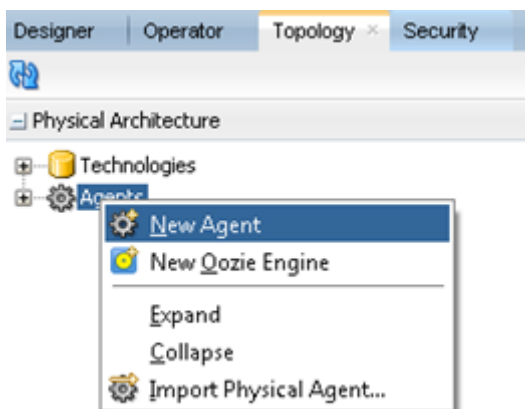 Designer Operator Topology Security
Physical Architecture
Technologies
Agents
New Agent
New Oozie Engine
Expand
Collapse
Import Physical Agent...